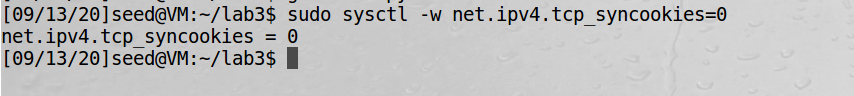 [09/13/20]seed@VM:~/lab3$ sudo sysctl -w net.ipv4.tcp_syncookies=0
net.ipv4.tcp_syncookies = 0
[09/13/20]seed@VM:~/lab3$